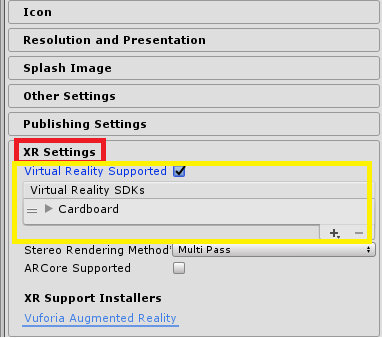 Icon
Resolution and Presentation
Splash Image
Other Settings
Publishing Settings
XR Settings
Virtual Reality Supported
Virtual Reality SDKs
Cardboard
Stereo Rendering Method* Multi Pass
ARCore Supported
XR Support Installers
Vuforia Augmented Reality